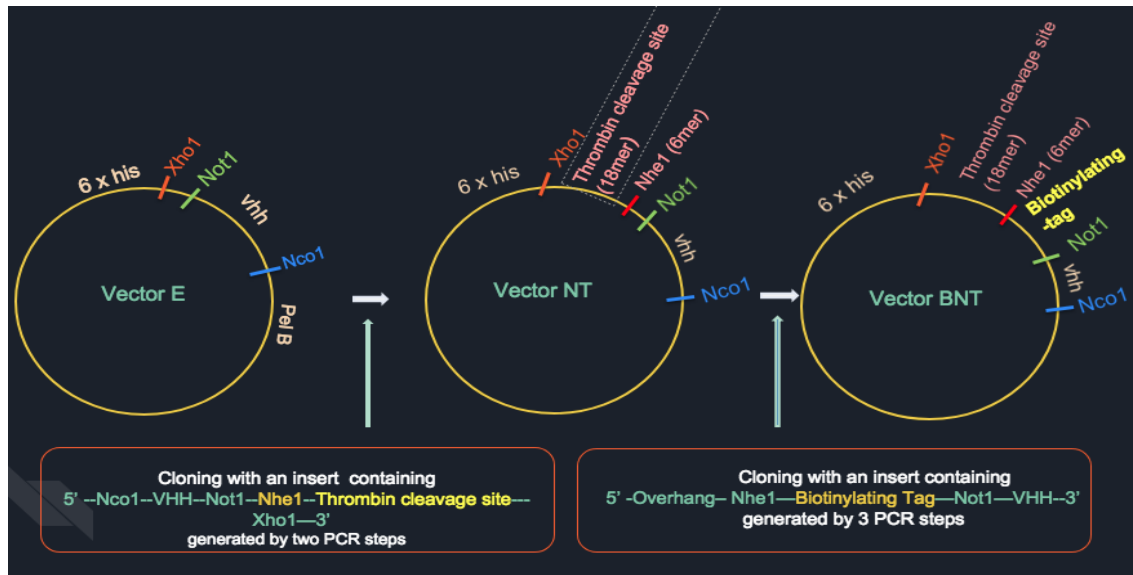 6 x his
Xho1
Not1
vhh
Nco1
Pel B
Vector E
6 x his
Xho1
Thrombin cleavage site
(18mer)
Nhe1 (6mer)
Not1
vhh
Nco1
Vector NT
6 x his
Xho1
Thrombin cleavage site
(18mer)
Nhe1 (6mer)
Biotinylating
-tag
Not1
vhh
Nco1
Vector BNT
Cloning with an insert containing
5' --Nco1--VHH--Not1--Nhe1--Thrombin cleavage site---
Xho1—3'
generated by two PCR steps
Cloning with an insert containing
5' -Overhang– Nhe1—Biotinylating Tag—Not1—VHH--3'
generated by 3 PCR steps